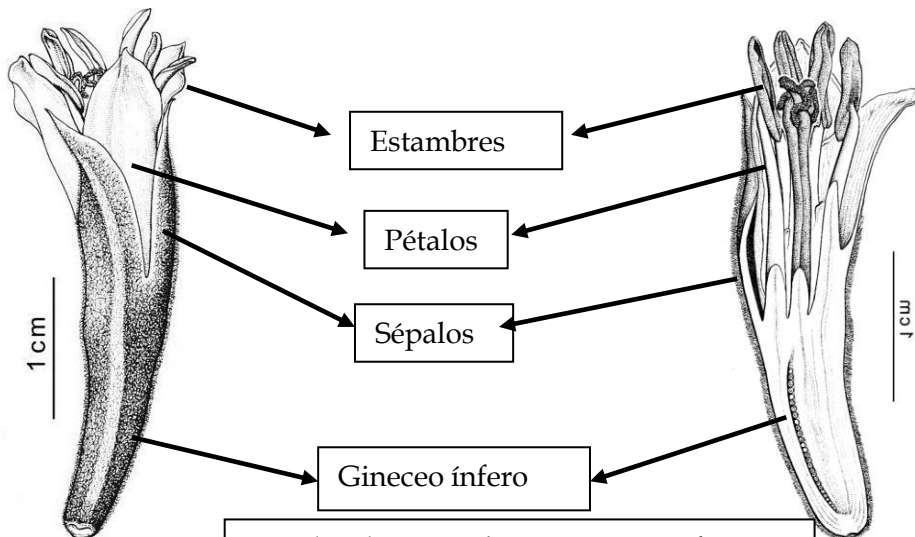 Estambres
Pétalos
Sépalos
1 cm
1 cm
Gineceo ínfero